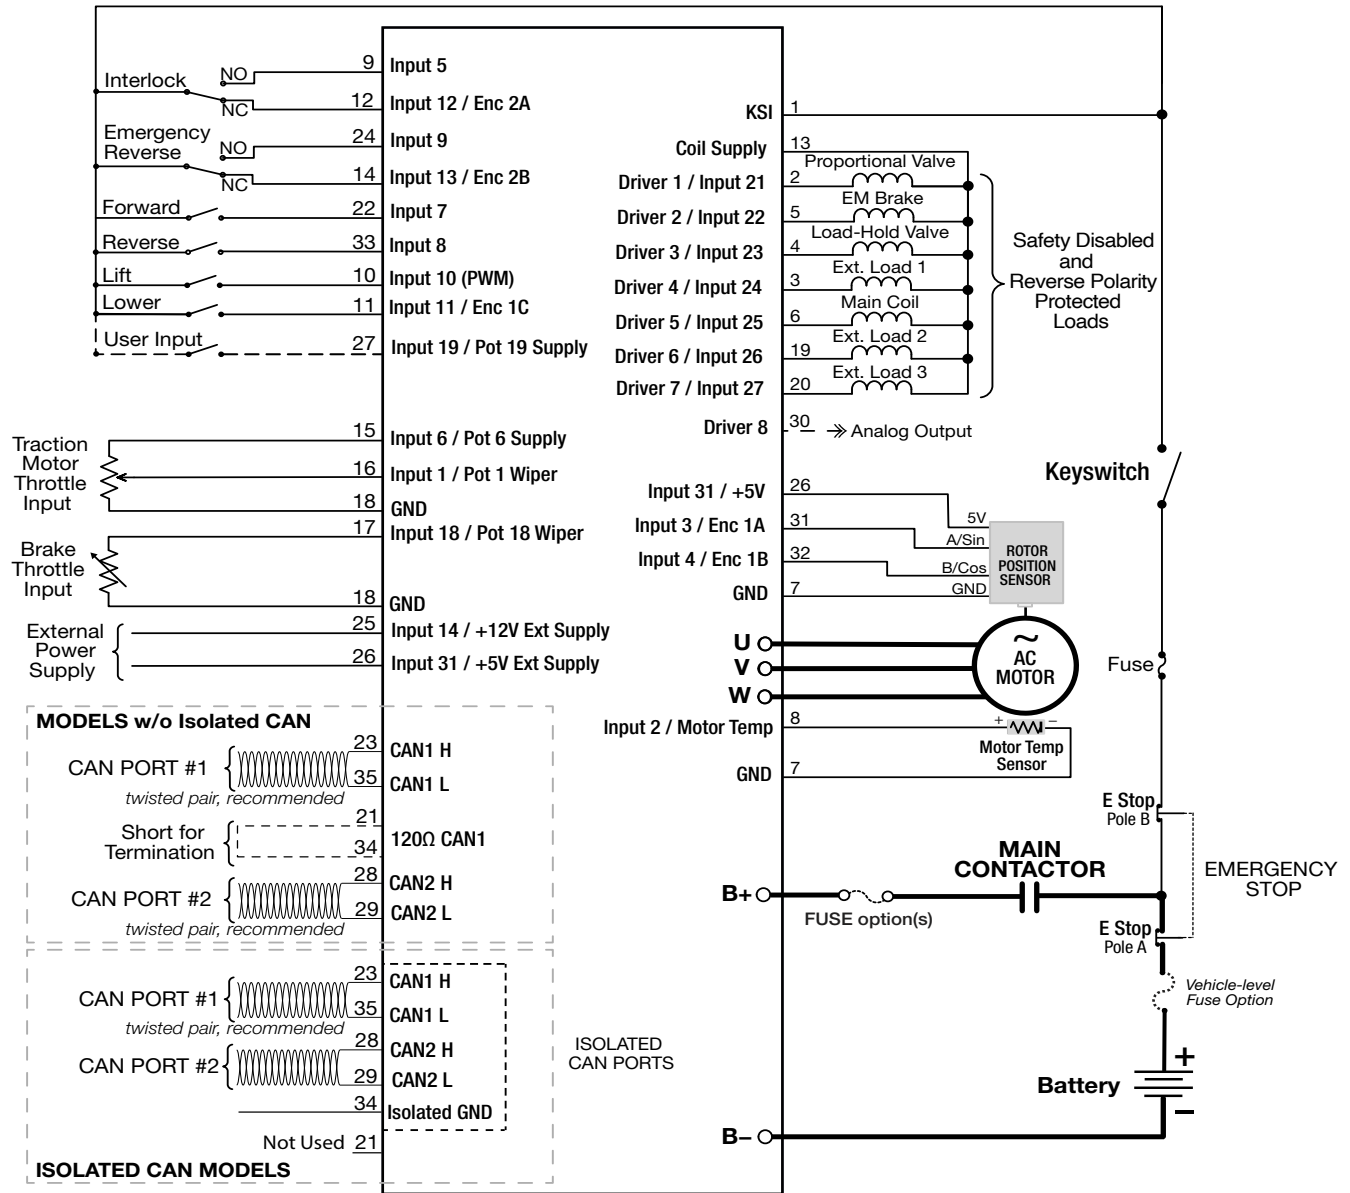 Interlock
NO
NC
9
Input 5
12
Input 12 / Enc 2A
Emergency
Reverse
NO
NC
24
Input 9
14
Input 13 / Enc 2B
Forward
22
Input 7
Reverse
33
Input 8
Lift
10
Input 10 (PWM)
Lower
11
Input 11 / Enc 1C
User Input
27
Input 19 / Pot 19 Supply
Traction
Motor
Throttle
Input
15
Input 6 / Pot 6 Supply
16
Input 1 / Pot 1 Wiper
18
GND
17
Input 18 / Pot 18 Wiper
Brake
Throttle
Input
18
GND
External
Power
Supply
25
Input 14 / +12V Ext Supply
26
Input 31 / +5V Ext Supply
MODELS w/o Isolated CAN
CAN PORT #1
23
CAN1 H
35
CAN1 L
twisted pair, recommended
Short for
Termination
21
34
120Ω CAN1
CAN PORT #2
28
CAN2 H
29
CAN2 L
twisted pair, recommended
CAN PORT #1
23
CAN1 H
35
CAN1 L
twisted pair, recommended
CAN PORT #2
28
CAN2 H
29
CAN2 L
34
Isolated GND
Not Used 21
ISOLATED CAN MODELS
ISOLATED
CAN PORTS
KSI
1
Coil Supply
13
Proportional Valve
Driver 1 / Input 21
2
EM Brake
Driver 2 / Input 22
5
Load-Hold Valve
Driver 3 / Input 23
4
Ext. Load 1
Driver 4 / Input 24
3
Main Coil
Driver 5 / Input 25
6
Ext. Load 2
Driver 6 / Input 26
19
Ext. Load 3
Driver 7 / Input 27
20
Safety Disabled
and
Reverse Polarity
Protected
Loads
Driver 8
30
Analog Output
Input 31 / +5V
26
5V
Input 3 / Enc 1A
31
A/Sin
Input 4 / Enc 1B
32
B/Cos
GND
7
GND
ROTOR
POSITION
SENSOR
U
V
W
~
AC
MOTOR
Input 2 / Motor Temp
8
+
–
Motor Temp
Sensor
GND
7
Keyswitch
Fuse
E Stop
Pole B
EMERGENCY
STOP
MAIN
CONTACTOR
B+
FUSE option(s)
E Stop
Pole A
Vehicle-level
Fuse Option
Battery
+
–
B–